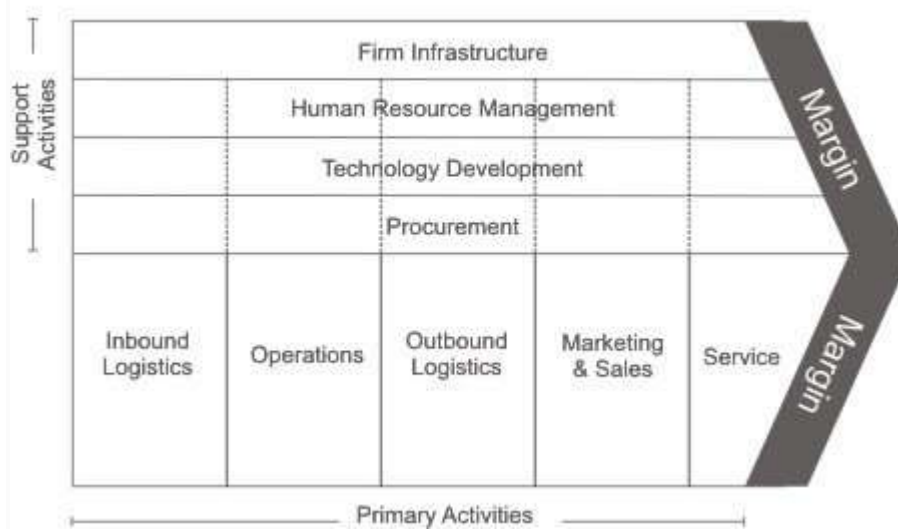 Support
Activities
Firm Infrastructure
Human Resource Management
Technology Development
Procurement
Margin
Inbound
Logistics
Operations
Outbound
Logistics
Marketing
& Sales
Service
Margin
Primary Activities